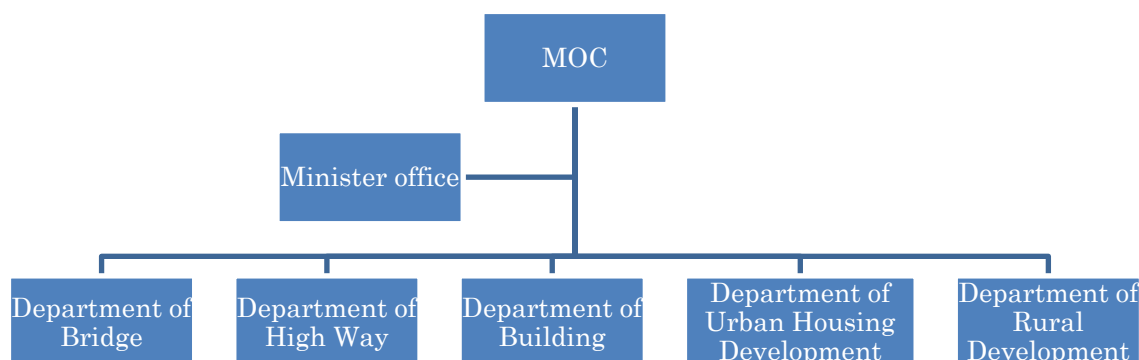 MOC
Minister office
Department of
Bridge
Department of
High Way
Department of
Building
Department of
Urban Housing
Development
Department of
Rural
Development